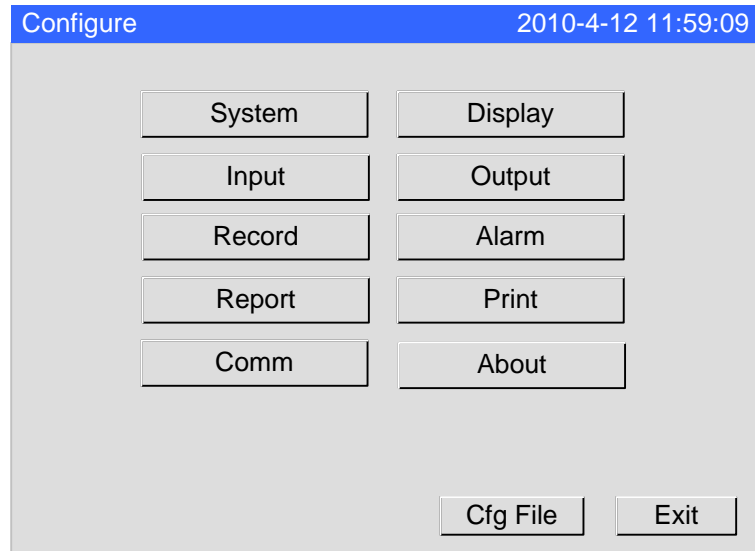 Configure 2010-4-12 11:59:09
System Display
Input Output
Record Alarm
Report Print
Comm About
Cfg File Exit